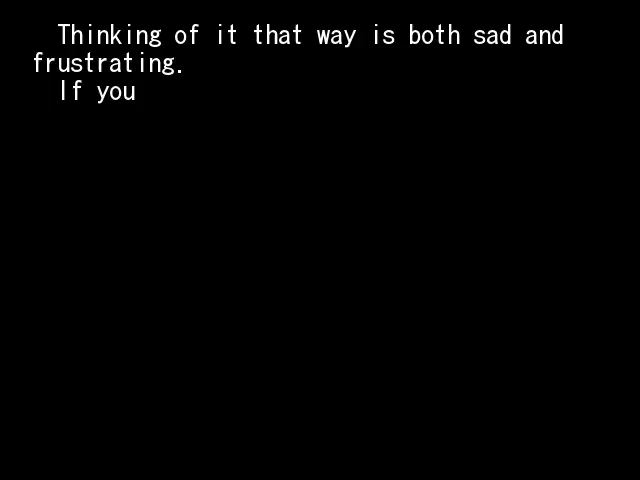 Thinking of it that way is both sad and
frustrating.
If you